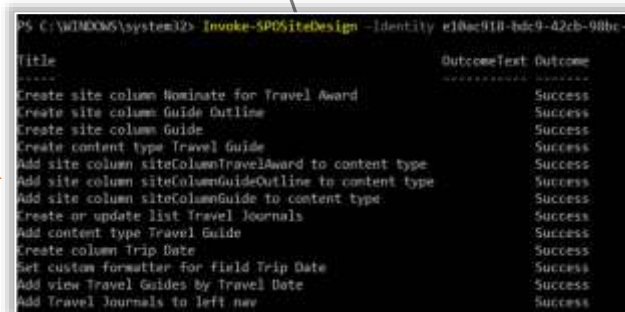 PS C:\WINDOWS\system32> Invoke-SPOSiteDesign -Identity e10ac918-bdc9-42cb-98bc-
Title OutcomeText Outcome
----- ----------- -------
Create site column Nominate for Travel Award Success
Create site column Guide Outline Success
Create site column Guide Success
Create content type Travel Guide Success
Add site column siteColumnTravelAward to content type Success
Add site column siteColumnGuideOutline to content type Success
Add site column siteColumnGuide to content type Success
Create or update list Travel Journals Success
Add content type Travel Guide Success
Create column Trip Date Success
Set custom formatter for field Trip Date Success
Add view Travel Guides by Travel Date Success
Add Travel Journals to left nav Success